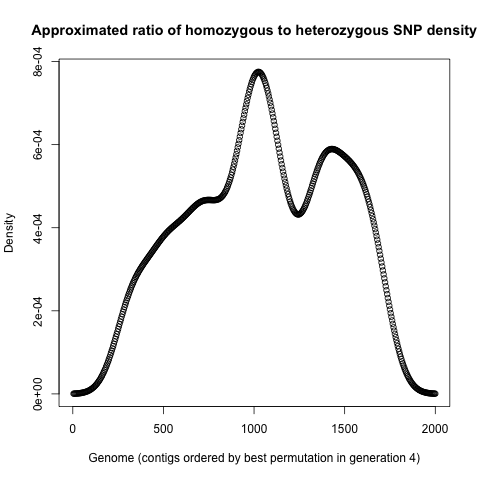 Approximated ratio of homozygous to heterozygous SNP density
8e-04
6e-04
4e-04
2e-04
0e+00
Density
0 500 1000 1500 2000
Genome (contigs ordered by best permutation in generation 4)